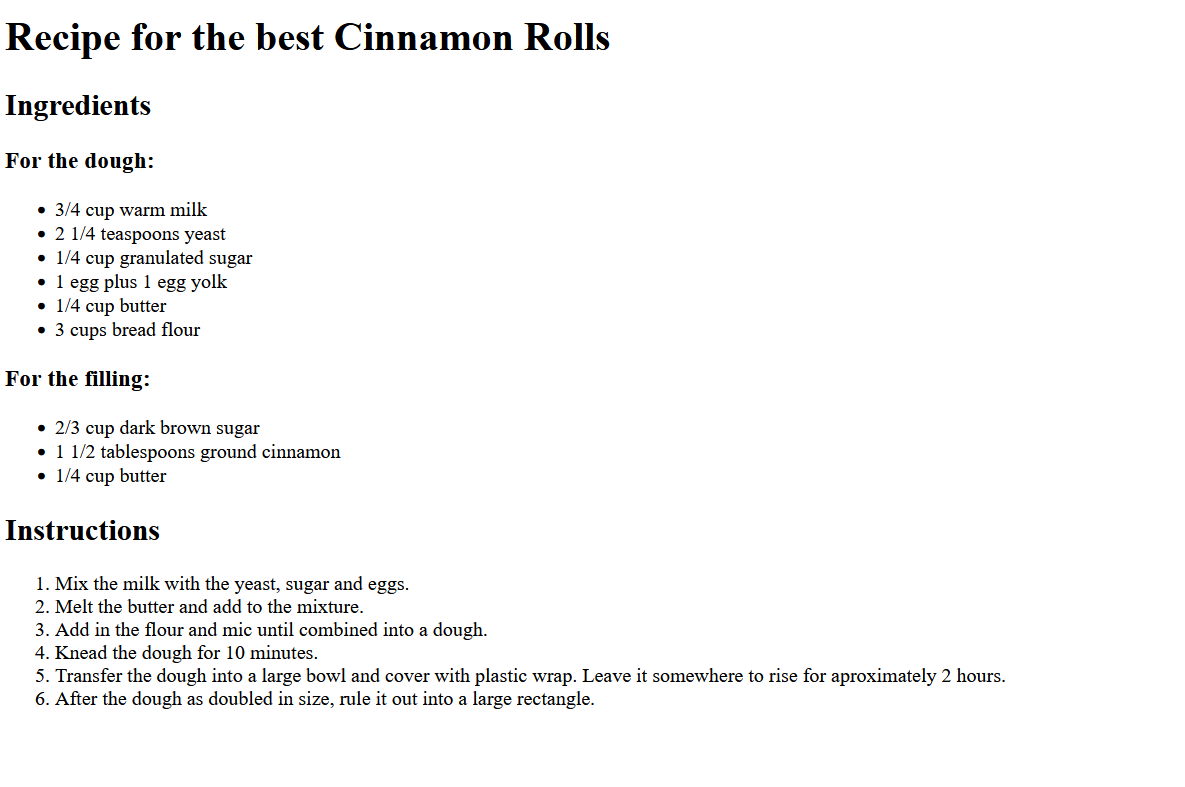 Recipe for the best Cinnamon Rolls
Ingredients
For the dough:
• 3/4 cup warm milk
• 2 1/4 teaspoons yeast
• 1/4 cup granulated sugar
• 1 egg plus 1 egg yolk
• 1/4 cup butter
• 3 cups bread flour
For the filling:
• 2/3 cup dark brown sugar
• 1 1/2 tablespoons ground cinnamon
• 1/4 cup butter
Instructions
1. Mix the milk with the yeast, sugar and eggs.
2. Melt the butter and add to the mixture.
3. Add in the flour and mic until combined into a dough.
4. Knead the dough for 10 minutes.
5. Transfer the dough into a large bowl and cover with plastic wrap. Leave it somewhere to rise for aproximately 2 hours.
6. After the dough as doubled in size, rule it out into a large rectangle.